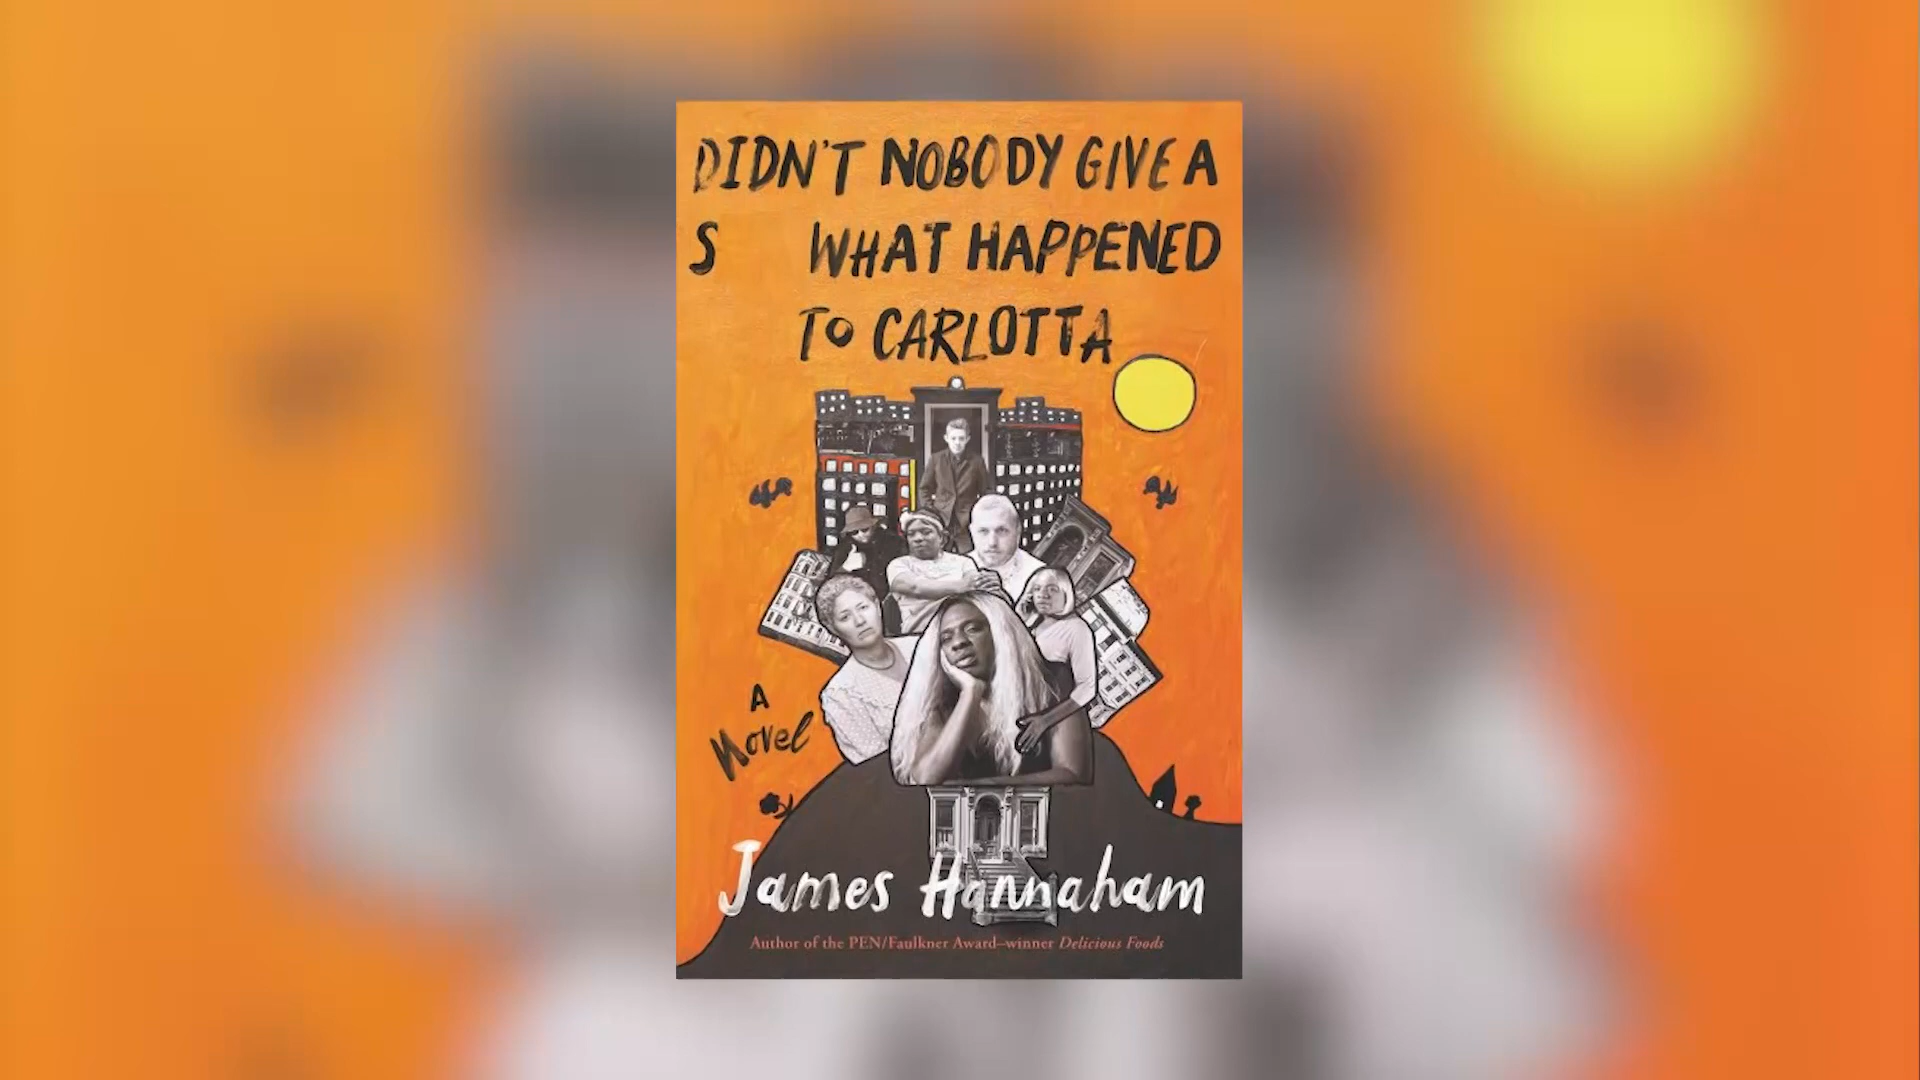 DIDN'T NOBODY GIVE A
S WHAT HAPPENED
TO CARLOTTA
A
Novel
James Hannaham
Author of the PEN/Faulkner Award–winner Delicious Foods